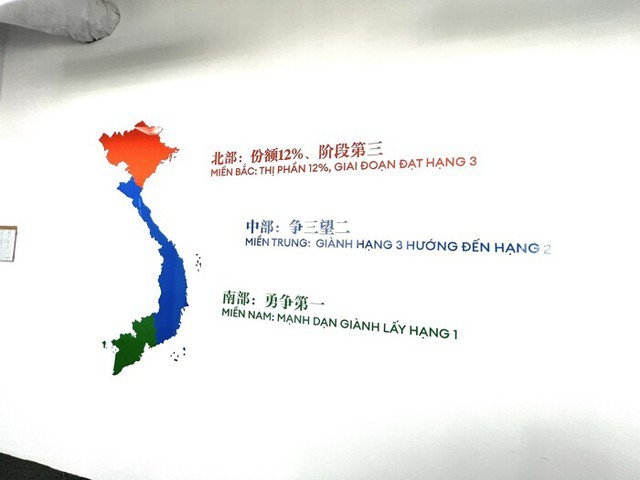 北部：份额12%、阶段第三
MIỀN BẮC: THỊ PHẦN 12%, GIAI ĐOẠN ĐẠT HẠNG 3
中部：争三望二
MIỀN TRUNG: GIÀNH HẠNG 3 HƯỚNG ĐẾN HẠNG 2
南部：勇争第一
MIỀN NAM: MẠNH DẠN GIÀNH LẤY HẠNG 1